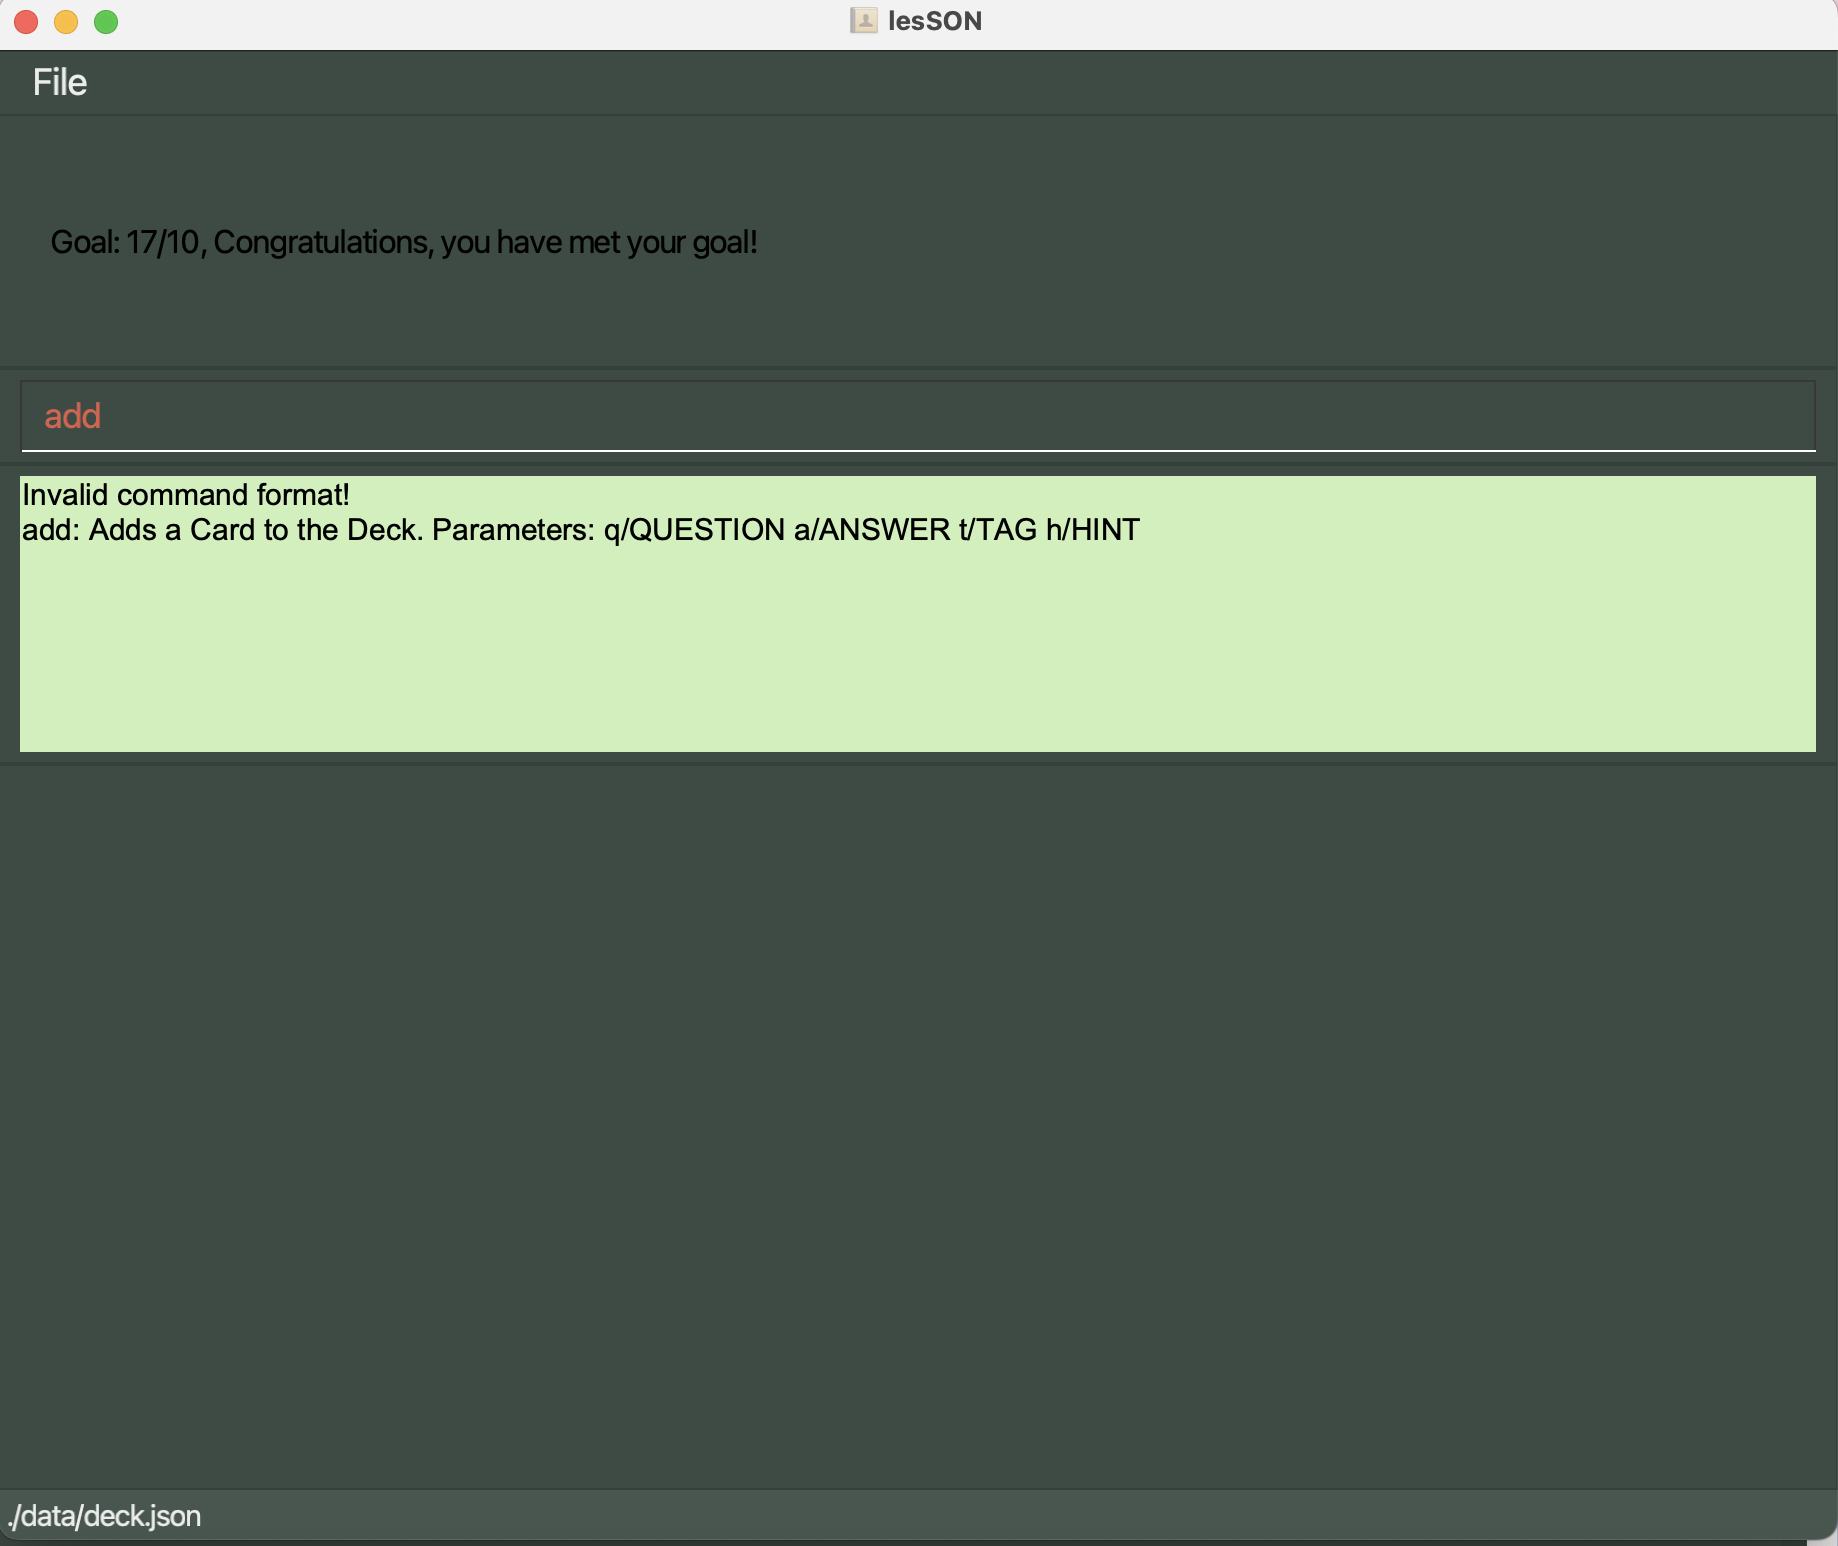 lesSON
File
Goal: 17/10, Congratulations, you have met your goal!
add
Invalid command format!
add: Adds a Card to the Deck. Parameters: q/QUESTION a/ANSWER t/TAG h/HINT
./data/deck.json